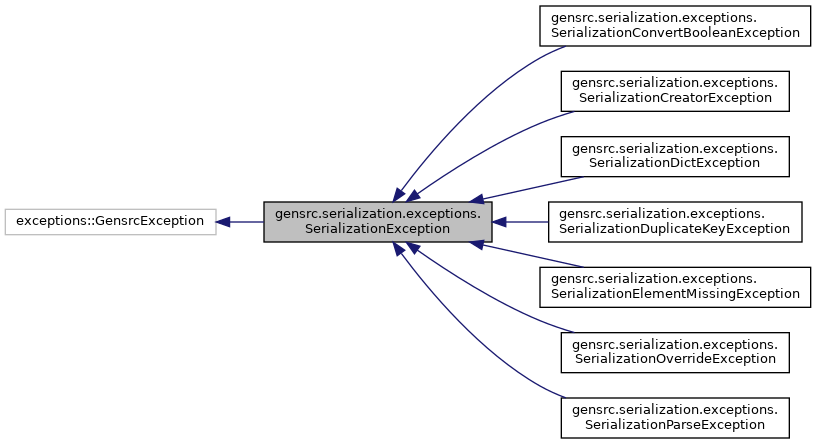 exceptions::GensrcException
gensrc.serialization.exceptions.
SerializationException
gensrc.serialization.exceptions.
SerializationConvertBooleanException
gensrc.serialization.exceptions.
SerializationCreatorException
gensrc.serialization.exceptions.
SerializationDictException
gensrc.serialization.exceptions.
SerializationDuplicateKeyException
gensrc.serialization.exceptions.
SerializationElementMissingException
gensrc.serialization.exceptions.
SerializationOverrideException
gensrc.serialization.exceptions.
SerializationParseException